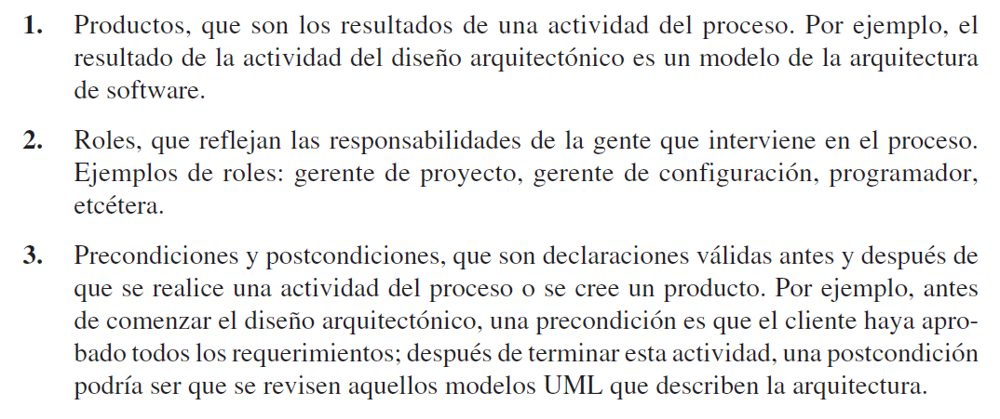 1. Productos, que son los resultados de una actividad del proceso. Por ejemplo, el
resultado de la actividad del diseño arquitectónico es un modelo de la arquitectura
de software.
2. Roles, que reflejan las responsabilidades de la gente que interviene en el proceso.
Ejemplos de roles: gerente de proyecto, gerente de configuración, programador,
etcétera.
3. Precondiciones y postcondiciones, que son declaraciones válidas antes y después de
que se realice una actividad del proceso o se cree un producto. Por ejemplo, antes
de comenzar el diseño arquitectónico, una precondición es que el cliente haya apro-
bado todos los requerimientos; después de terminar esta actividad, una postcondición
podría ser que se revisen aquellos modelos UML que describen la arquitectura.